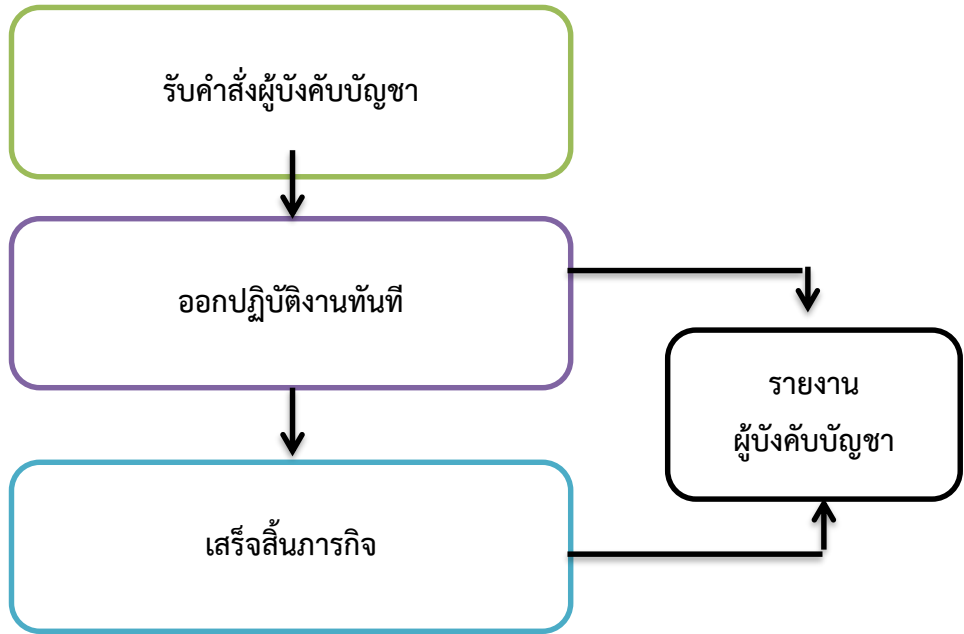 รับคำสั่งผู้บังคับบัญชา
ออกปฏิบัติงานทันที
รายงาน
ผู้บังคับบัญชา
เสร็จสิ้นภารกิจ